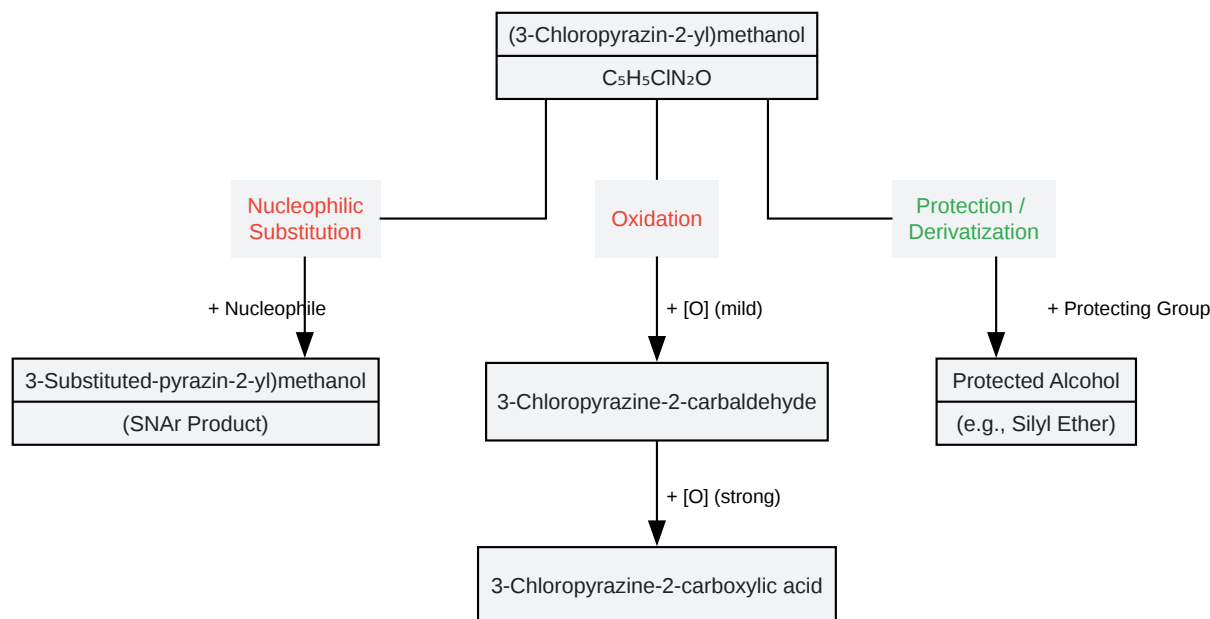 (3-Chloropyrazin-2-yl)methanol
C₅H₅ClN₂O
Nucleophilic
Substitution
Oxidation
Protection /
Derivatization
+ Nucleophile
+ [O] (mild)
+ Protecting Group
3-Substituted-pyrazin-2-yl)methanol
(SNAr Product)
3-Chloropyrazine-2-carbaldehyde
Protected Alcohol
(e.g., Silyl Ether)
+ [O] (strong)
3-Chloropyrazine-2-carboxylic acid